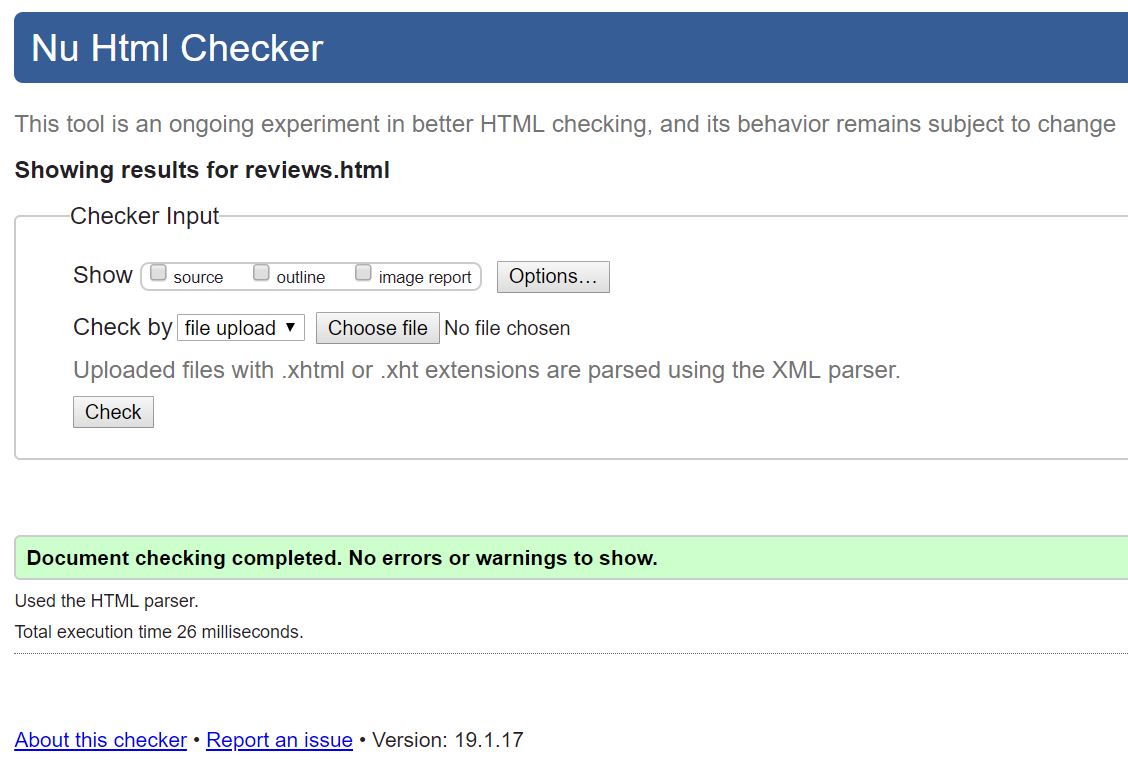 Nu Html Checker
This tool is an ongoing experiment in better HTML checking, and its behavior remains subject to change
Showing results for reviews.html
Checker Input
Show source outline image report Options…
Check by file upload ▼ Choose file No file chosen
Uploaded files with .xhtml or .xht extensions are parsed using the XML parser.
Check
Document checking completed. No errors or warnings to show.
Used the HTML parser.
Total execution time 26 milliseconds.
About this checker • Report an issue • Version: 19.1.17